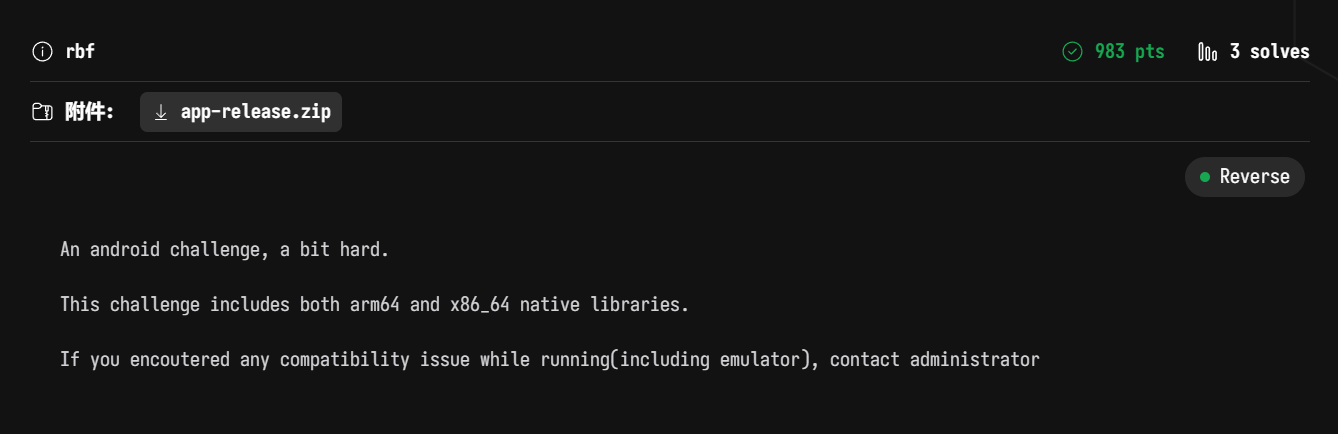 rbf
983 pts
3 solves
附件:
app-release.zip
Reverse
An android challenge, a bit hard.
This challenge includes both arm64 and x86_64 native libraries.
If you encoutered any compatibility issue while running(including emulator), contact administrator